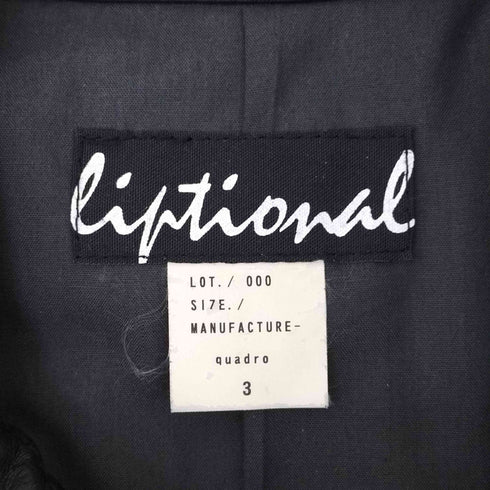 liptional
LOT./ 000
SIZE./
MANUFACTURE-
quadro
3